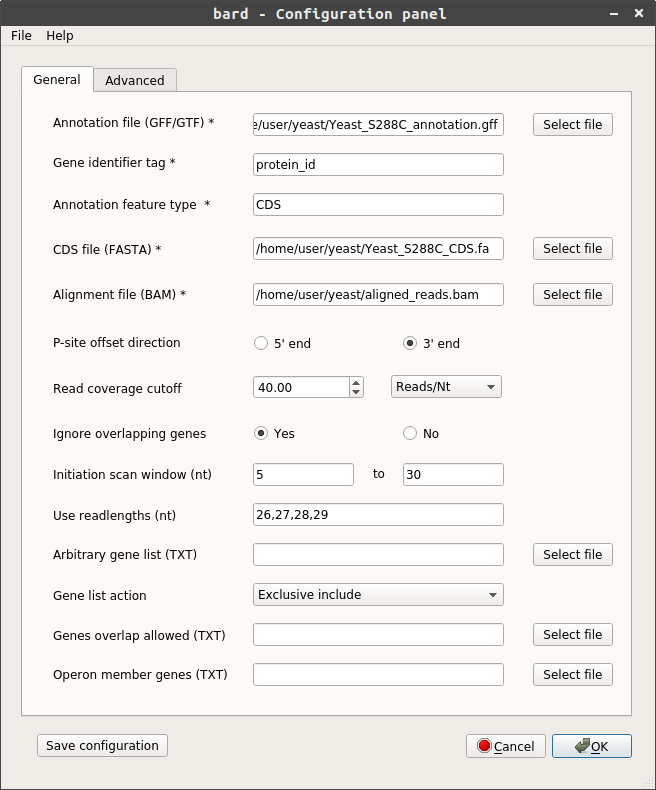 bard - Configuration panel
File Help
General Advanced
Annotation file (GFF/GTF) * e/user/yeast/Yeast_S288C_annotation.gff Select file
Gene identifier tag * protein_id
Annotation feature type * CDS
CDS file (FASTA) * /home/user/yeast/Yeast_S288C_CDS.fa Select file
Alignment file (BAM) * /home/user/yeast/aligned_reads.bam Select file
P-site offset direction 5' end 3' end
Read coverage cutoff 40.00 Reads/Nt
Ignore overlapping genes Yes No
Initiation scan window (nt) 5 to 30
Use readlengths (nt) 26,27,28,29
Arbitrary gene list (TXT) Select file
Gene list action Exclusive include
Genes overlap allowed (TXT) Select file
Operon member genes (TXT) Select file
Save configuration Cancel OK